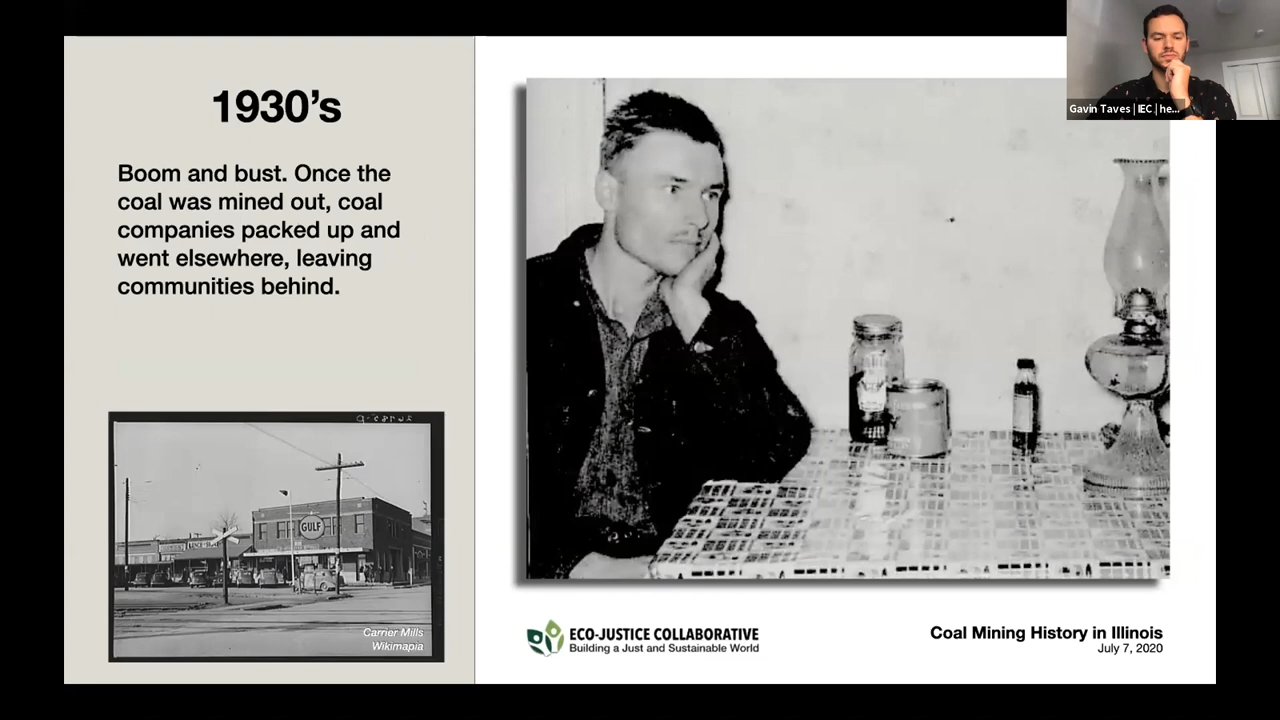 Gavin Taves | IEC | he...
1930's
Boom and bust. Once the
coal was mined out, coal
companies packed up and
went elsewhere, leaving
communities behind.
GULF
Carrier Mills
Wikimapia
ECO-JUSTICE COLLABORATIVE
Building a Just and Sustainable World
Coal Mining History in Illinois
July 7, 2020